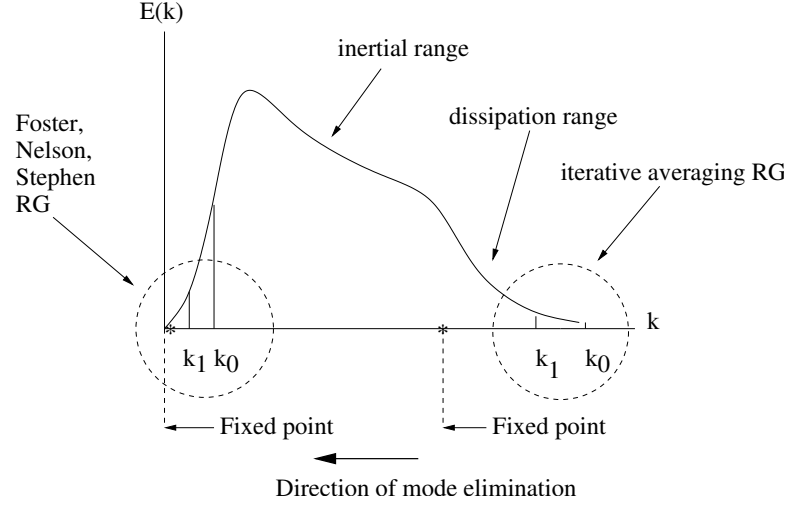 E(k)
inertial range
Foster,
Nelson,
Stephen
RG
dissipation range
iterative averaging RG
* *
k
k1 k0
k1 k0
Fixed point
Fixed point
Direction of mode elimination